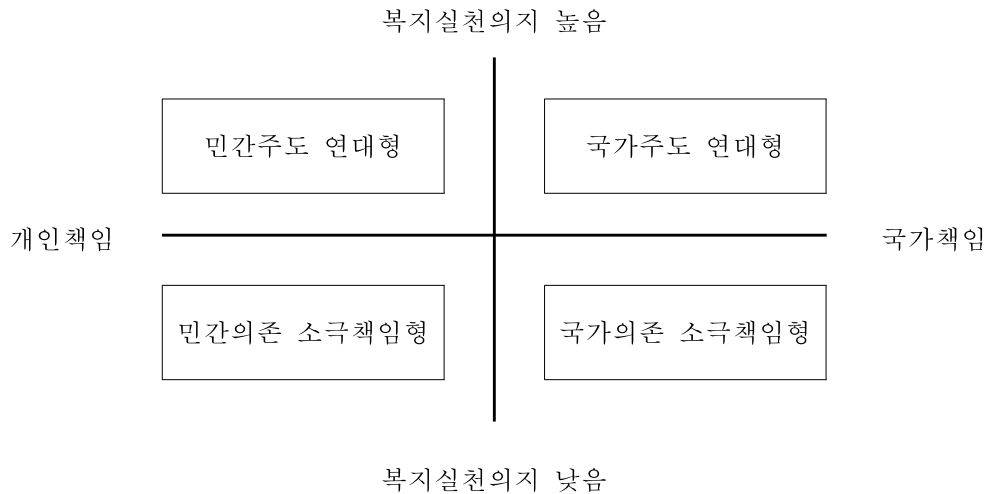 복지실천의지 높음
민간주도 연대형
국가주도 연대형
개인책임
국가책임
민간의존 소극책임형
국가의존 소극책임형
복지실천의지 낮음